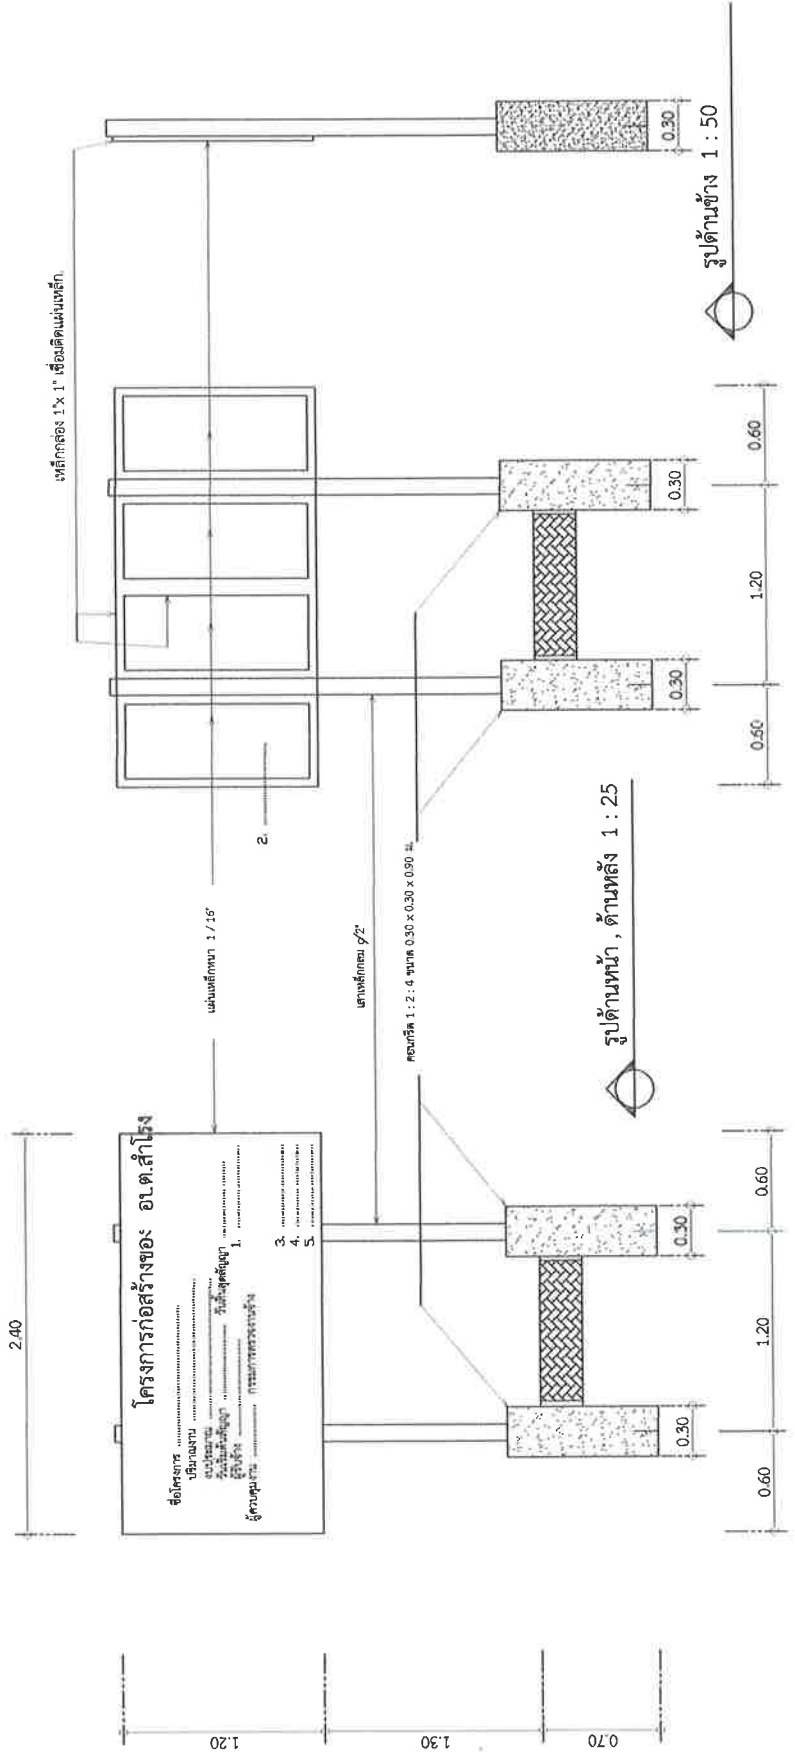 2.40
โครงการก่อสร้างของ อบ.ต.สำโรง
ชื่อโครงการ ........................
ปริมาณงาน ........................
งบประมาณ ........................
วันเริ่มต้นสัญญา ........................ วันสิ้นสุดสัญญา ........................
ผู้รับจ้าง ........................ 1. ........................
ผู้ควบคุมงาน ........................ กรรมการตรวจงานจ้าง
2.
3. ........................
4. ........................
5. ........................
แผ่นเหล็กหนา 1 / 16"
เหล็กกล่อง 1"x 1" เชื่อมติดแผ่นเหล็ก
เสาเหล็กกลม 2"
คอนกรีต 1 : 2 : 4 ขนาด 0.30 x 0.30 x 0.90 ม.
1.20
1.30
0.70
0.30
0.30
0.60
1.20
0.60
0.30
0.30
0.60
1.20
0.60
0.30
รูปด้านหน้า , ด้านหลัง 1 : 25
รูปด้านข้าง 1 : 50